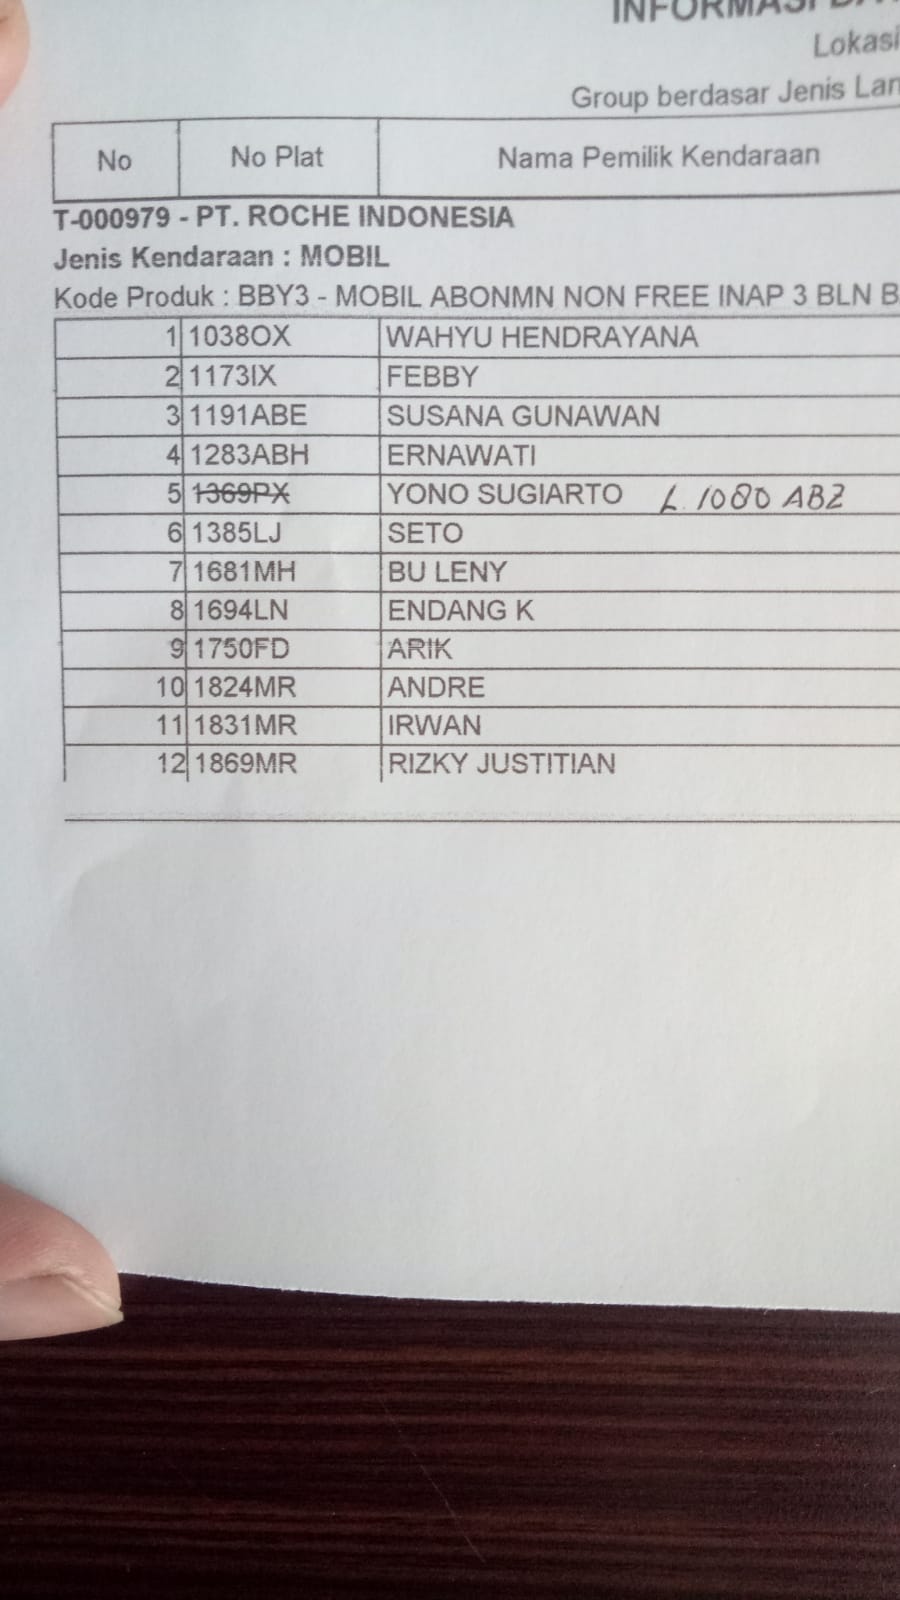 INFORMASI DA
Lokasi
Group berdasar Jenis Lan
No No Plat Nama Pemilik Kendaraan
T-000979 - PT. ROCHE INDONESIA
Jenis Kendaraan : MOBIL
Kode Produk : BBY3 - MOBIL ABONMN NON FREE INAP 3 BLN B
1 1038OX WAHYU HENDRAYANA
2 1173IX FEBBY
3 1191ABE SUSANA GUNAWAN
4 1283ABH ERNAWATI
5 1369PX YONO SUGIARTO L 1080 ABZ
6 1385LJ SETO
7 1681MH BU LENY
8 1694LN ENDANG K
9 1750FD ARIK
10 1824MR ANDRE
11 1831MR IRWAN
12 1869MR RIZKY JUSTITIAN